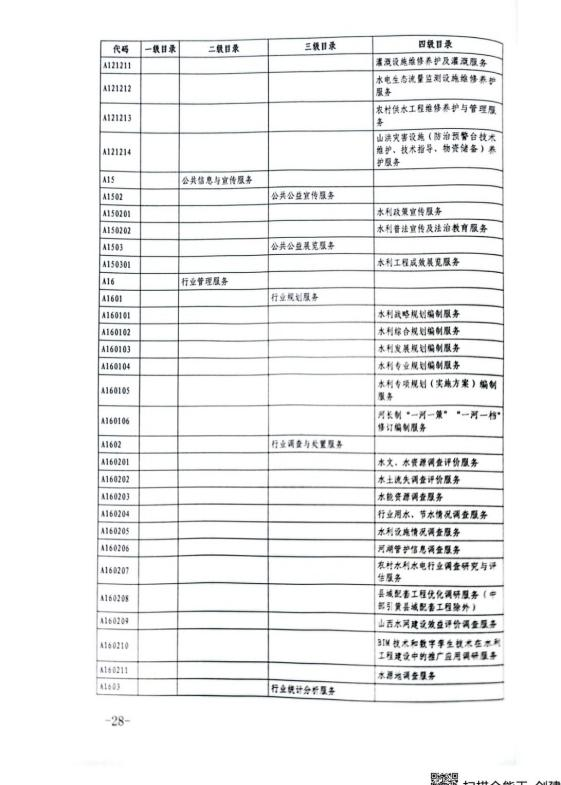 代码 一级目录 二级目录 三级目录 四级目录
A121211 灌溉设施维修养护及灌溉服务
A121212 水电生态流量监测设施维修养护
服务
A121213 农村供水工程维修养护与管理服
务
A121214 山洪灾害设施（防治预警台技术
维护、技术指导、物资储备）养
护服务
A15 公共信息与宣传服务
A1502 公共公益宣传服务
A150201 水利政策宣传服务
A150202 水利普法宣传及法治教育服务
A1503 公共公益展览服务
A150301 水利工程成效展览服务
A16 行业管理服务
A1601 行业规划服务
A160101 水利战略规划编制服务
A160102 水利综合规划编制服务
A160103 水利发展规划编制服务
A160104 水利专业规划编制服务
A160105 水利专项规划（实施方案）编制
服务
A160106 河长制“一河一策”“一河一档”
修订编制服务
A1602 行业调查与处置服务
A160201 水文、水资源调查评价服务
A160202 水土流失调查评价服务
A160203 水能资源调查服务
A160204 行业用水、节水情况调查服务
A160205 水利设施情况调查服务
A160206 河湖管护信息调查服务
A160207 农村水利水电行业调查研究与评
估服务
A160208 县域配套工程优化调研服务（中
部引黄县域配套工程除外）
A160209 山西水网建设效益评价调查服务
A160210 BIM技术和数字孪生技术在水利
工程建设中的推广应用调研服务
A160211 水源地调查服务
A1603 行业统计分析服务
-28-